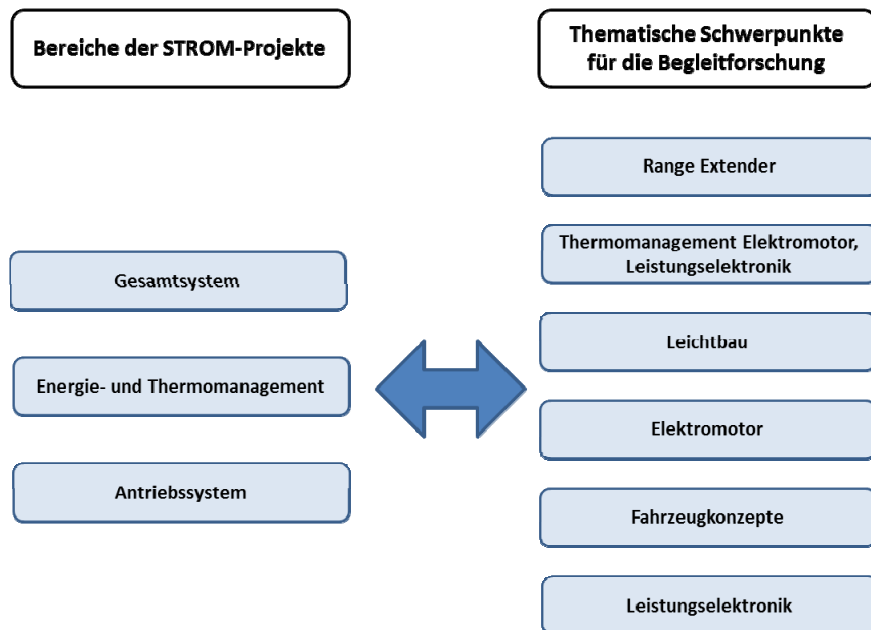 Bereiche der STROM-Projekte
Gesamtsystem
Energie- und Thermomanagement
Antriebssystem
Thematische Schwerpunkte
für die Begleitforschung
Range Extender
Thermomanagement Elektromotor,
Leistungselektronik
Leichtbau
Elektromotor
Fahrzeugkonzepte
Leistungselektronik